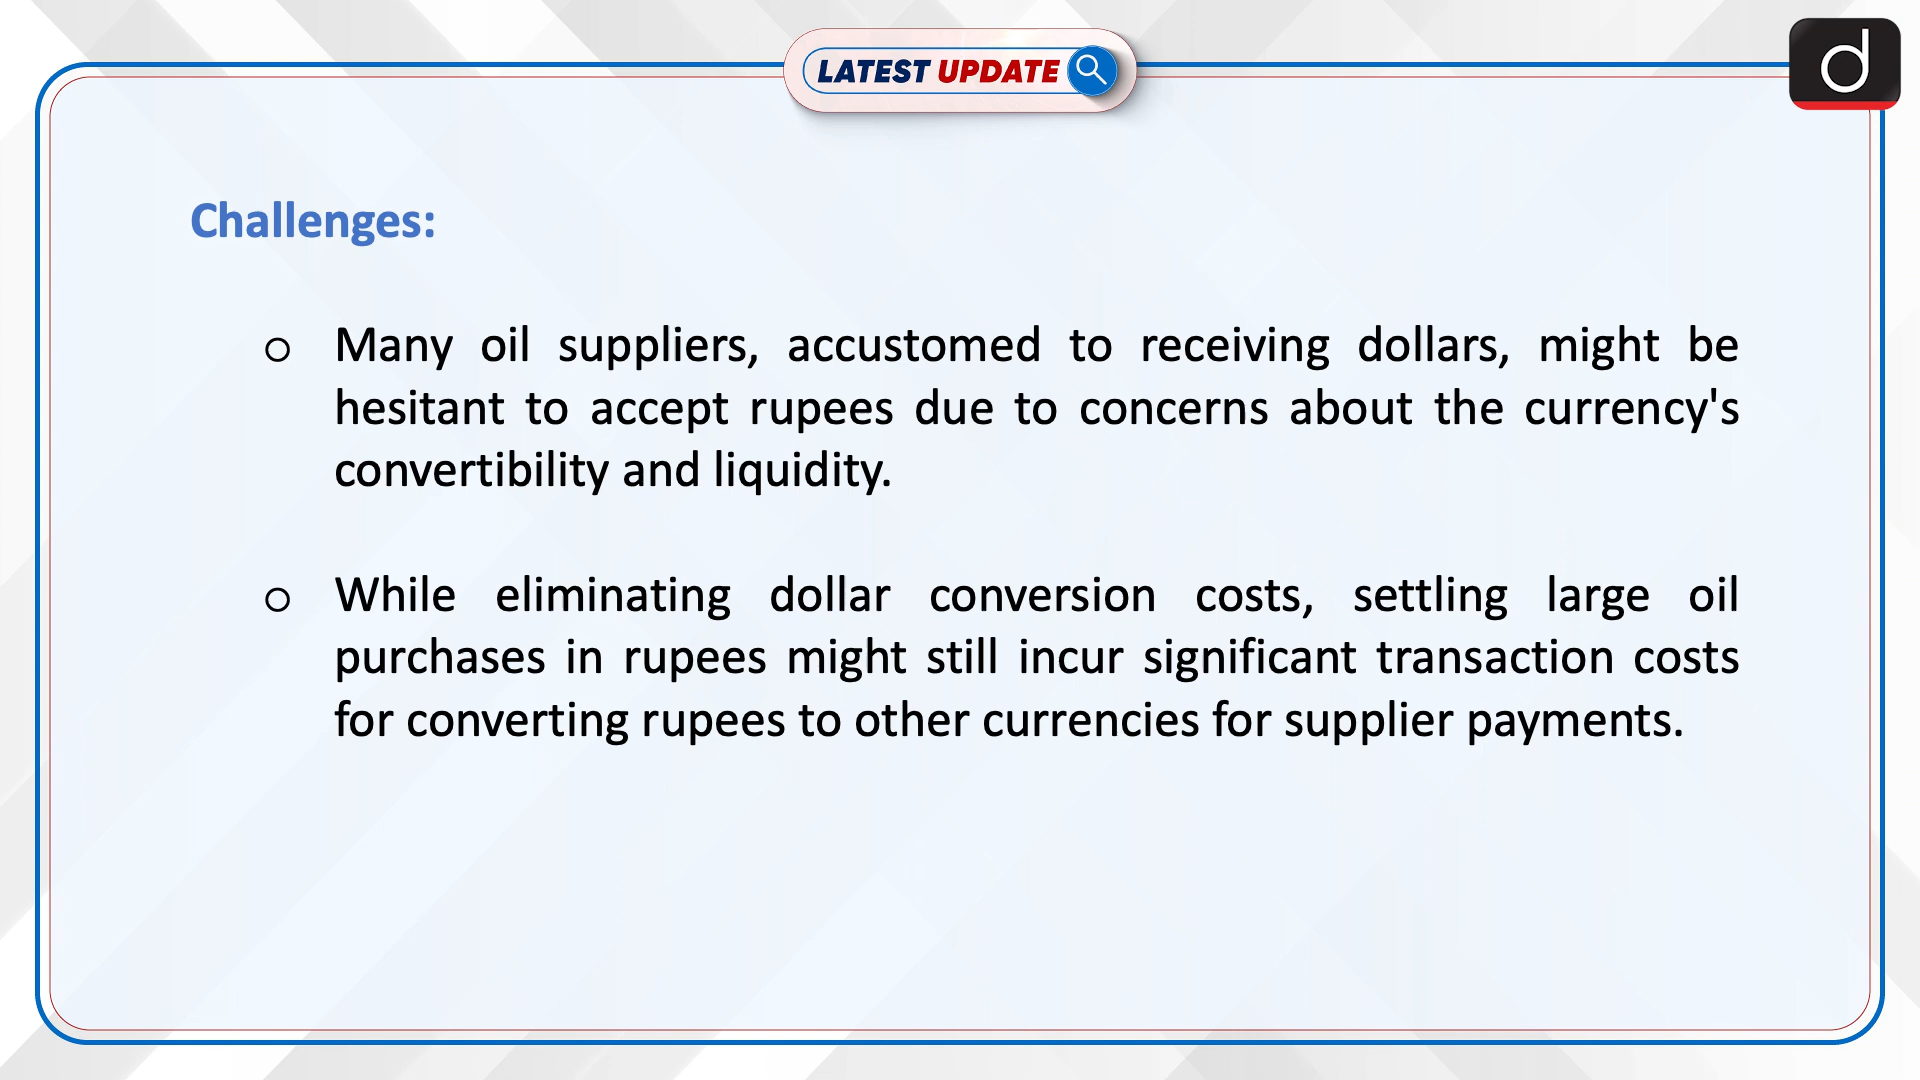 LATEST UPDATE
d
Challenges:
○ Many oil suppliers, accustomed to receiving dollars, might be
hesitant to accept rupees due to concerns about the currency's
convertibility and liquidity.
○ While eliminating dollar conversion costs, settling large oil
purchases in rupees might still incur significant transaction costs
for converting rupees to other currencies for supplier payments.